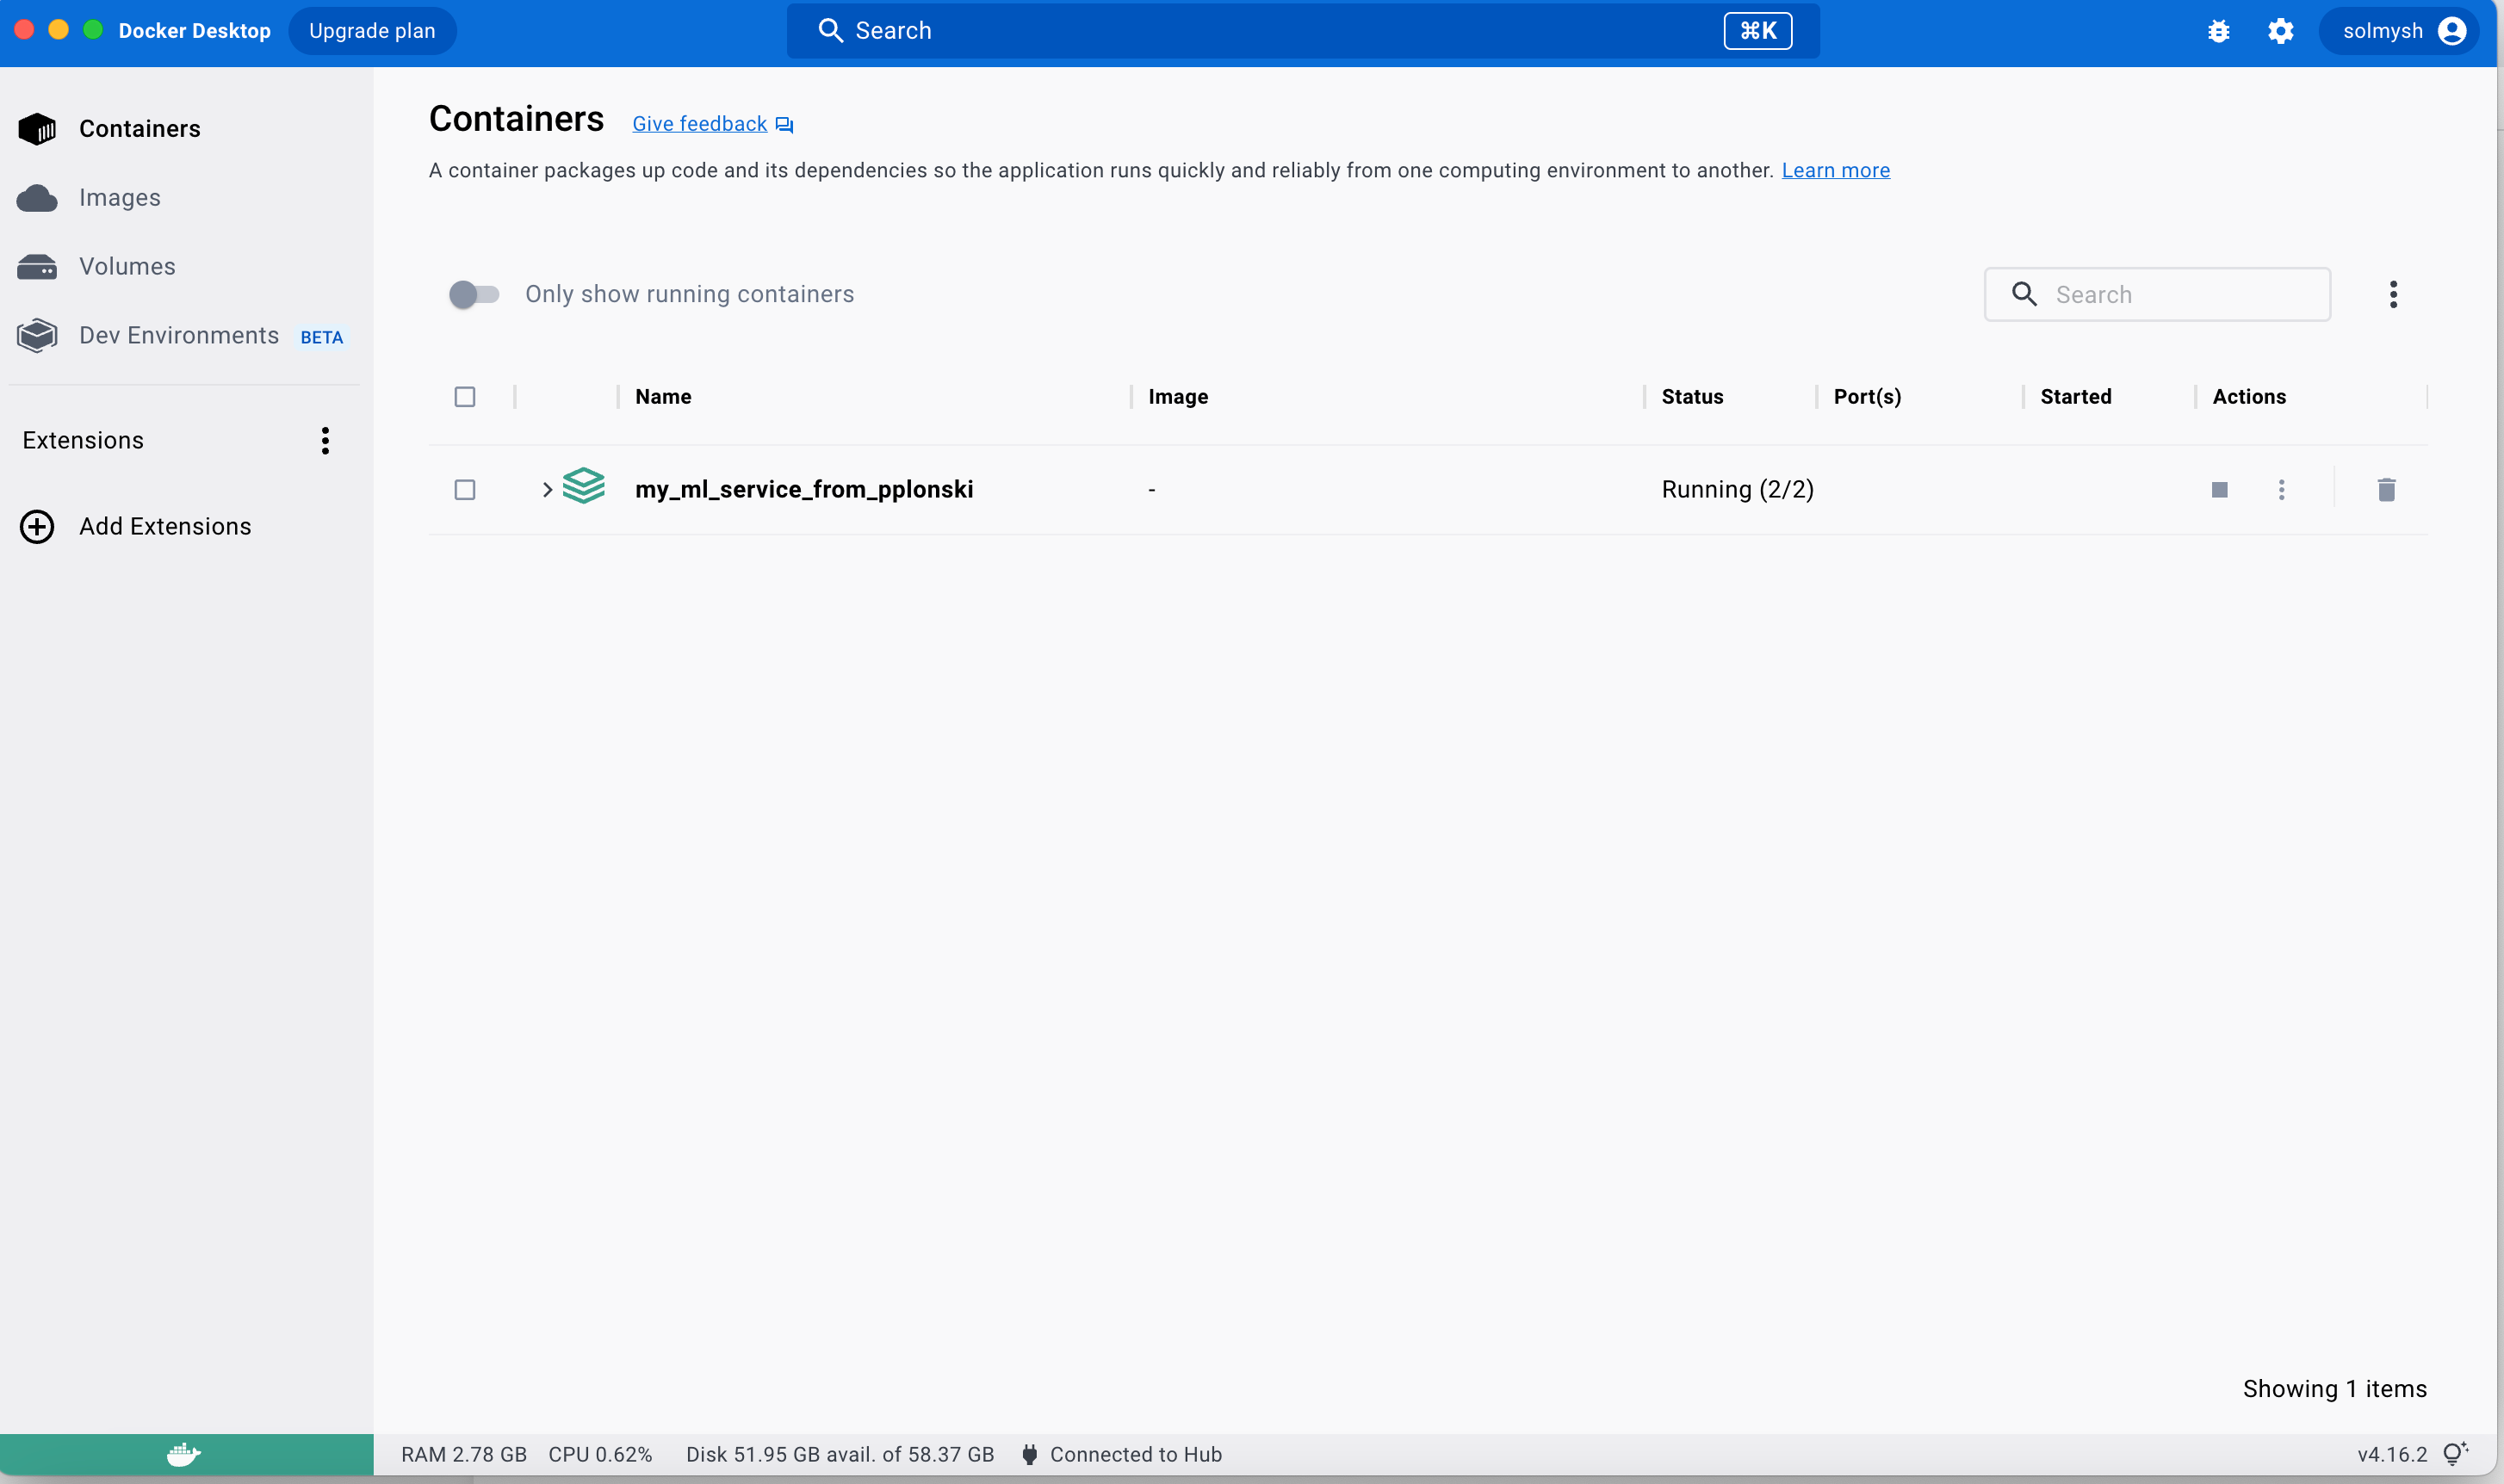 Docker Desktop Upgrade plan Search ⌘K solmysh
Containers
Images
Volumes
Dev Environments BETA
Extensions
Add Extensions
Containers Give feedback
A container packages up code and its dependencies so the application runs quickly and reliably from one computing environment to another. Learn more
Only show running containers Search
Name Image Status Port(s) Started Actions
my_ml_service_from_pplonski - Running (2/2)
Showing 1 items
RAM 2.78 GB CPU 0.62% Disk 51.95 GB avail. of 58.37 GB Connected to Hub v4.16.2